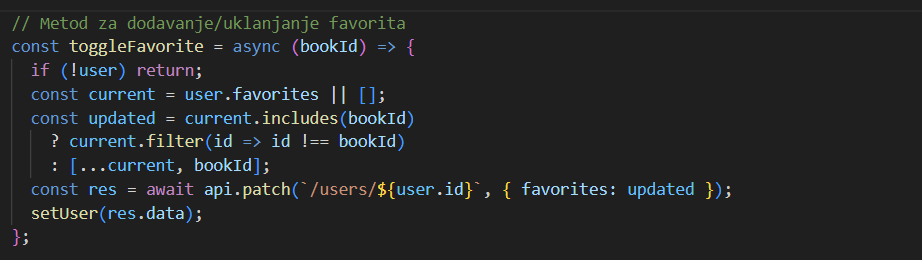 // Metod za dodavanje/uklanjanje favorita
const toggleFavorite = async (bookId) => {
if (!user) return;
const current = user.favorites || [];
const updated = current.includes(bookId)
? current.filter(id => id !== bookId)
: [...current, bookId];
const res = await api.patch(`/users/${user.id}`, { favorites: updated });
setUser(res.data);
};